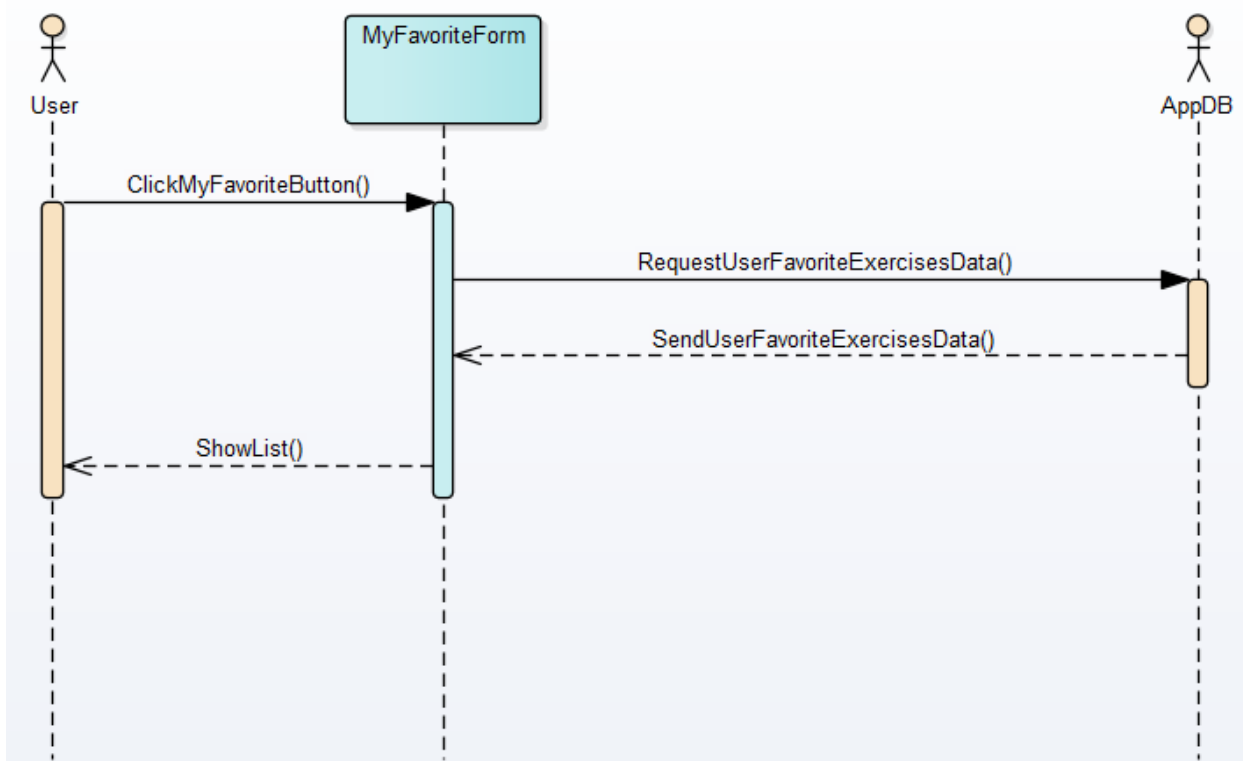 User
MyFavoriteForm
AppDB
ClickMyFavoriteButton()
RequestUserFavoriteExercisesData()
SendUserFavoriteExercisesData()
ShowList()